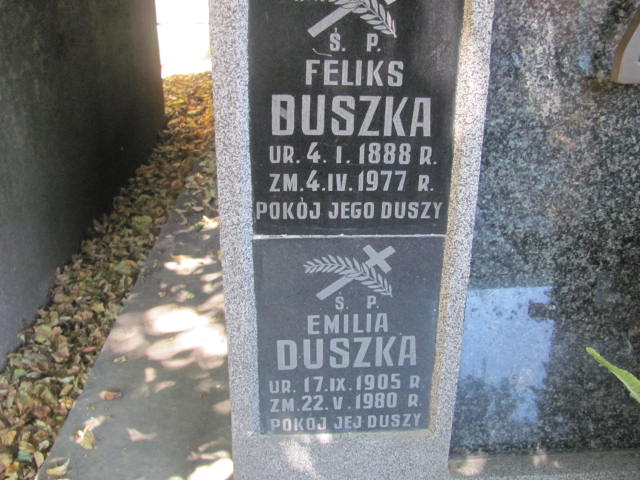 Ś. P.
FELIKS
DUSZKA
UR. 4. I. 1888 R.
ZM. 4. IV. 1977 R.
POKÓJ JEGO DUSZY
Ś. P.
EMILIA
DUSZKA
UR. 17. IX. 1905 R.
ZM. 22. V. 1980 R.
POKÓJ JEJ DUSZY